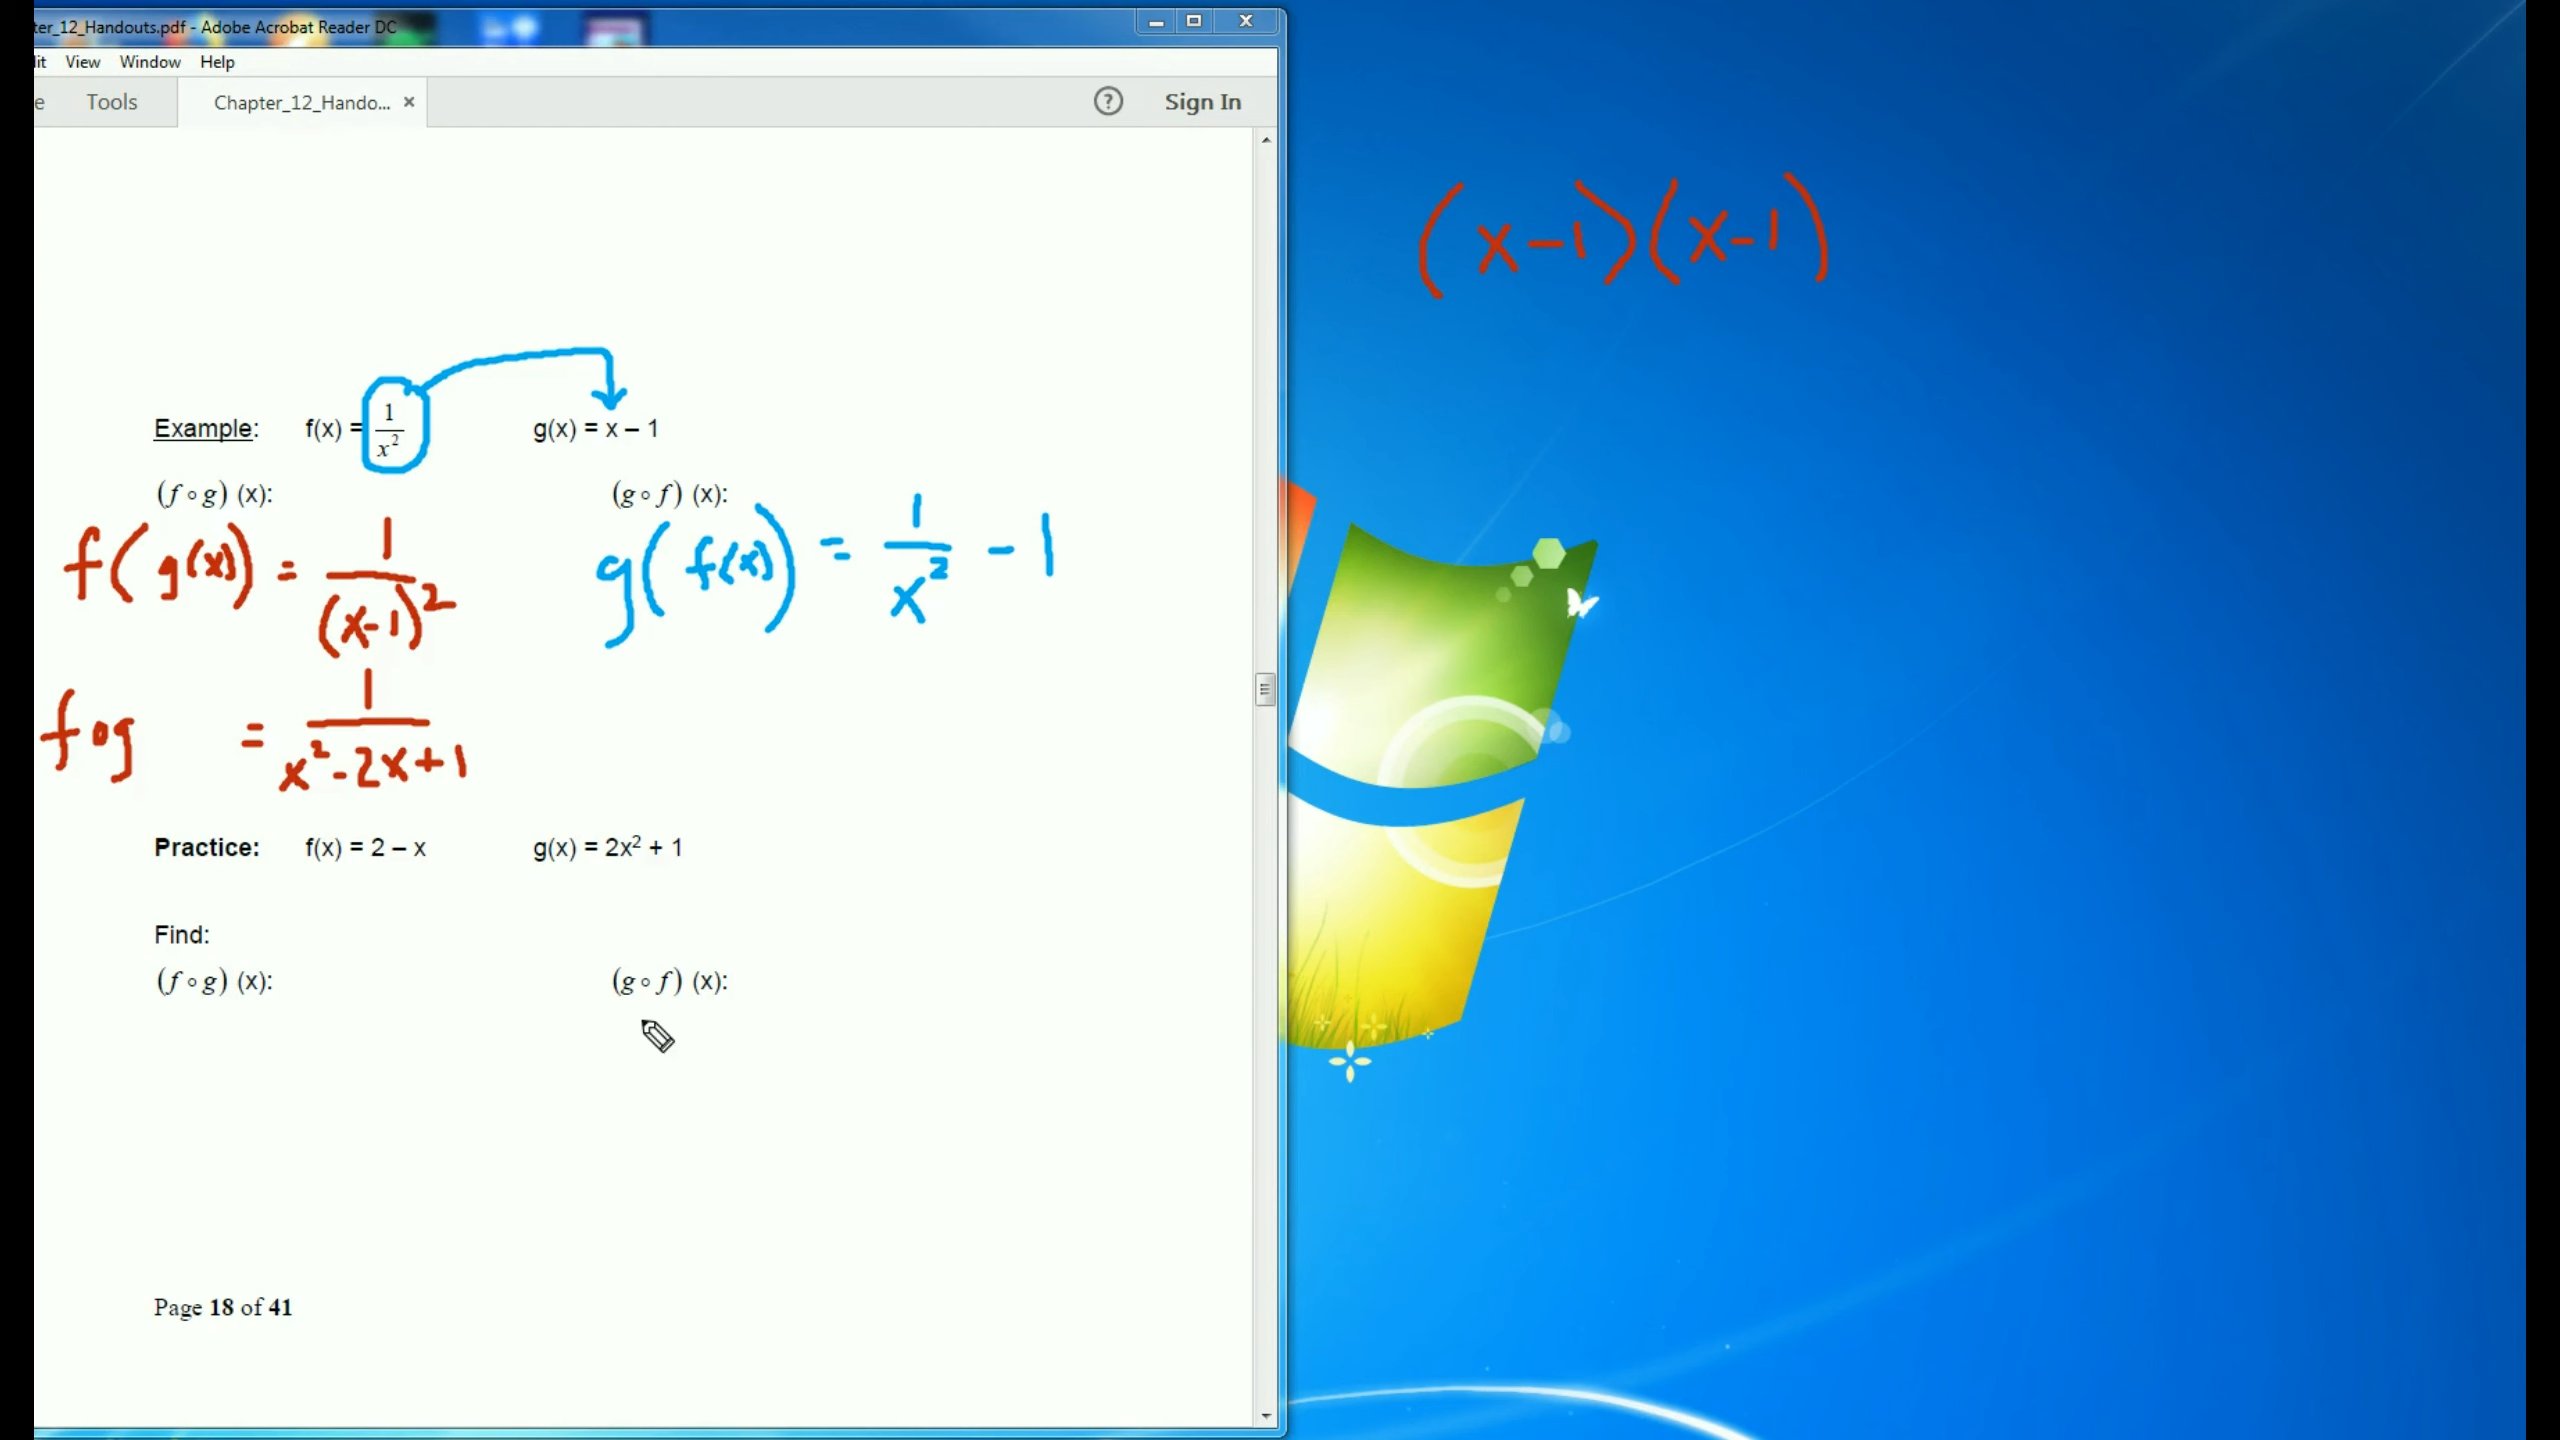 ter_12_Handouts.pdf - Adobe Acrobat Reader DC
it View Window Help
e Tools Chapter_12_Hando... × ? Sign In
(x-1)(x-1)
Example: f(x) = 1/x² g(x) = x – 1
(f ∘ g) (x): (g ∘ f) (x):
f(g(x)) = 1/(x-1)² g(f(x)) = 1/x² - 1
fog = 1/x²-2x+1
Practice: f(x) = 2 – x g(x) = 2x² + 1
Find:
(f ∘ g) (x): (g ∘ f) (x):
Page 18 of 41